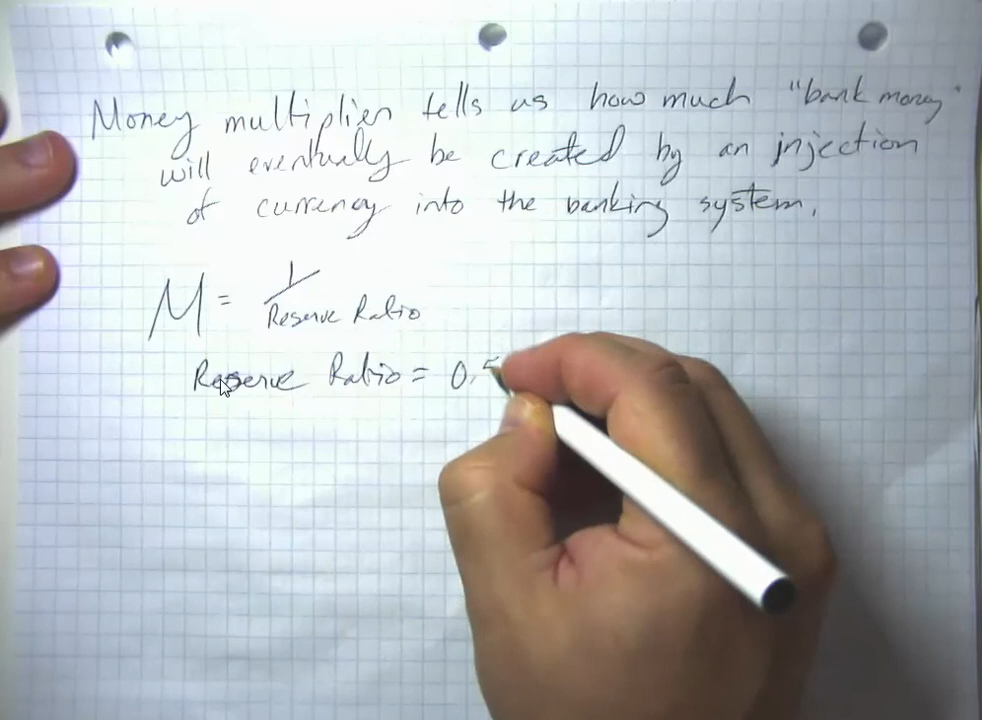 Money multiplier tells us how much "bank money"
will eventually be created by an injection
of currency into the banking system.
M = 1
Reserve Ratio
Reserve Ratio = 0.5